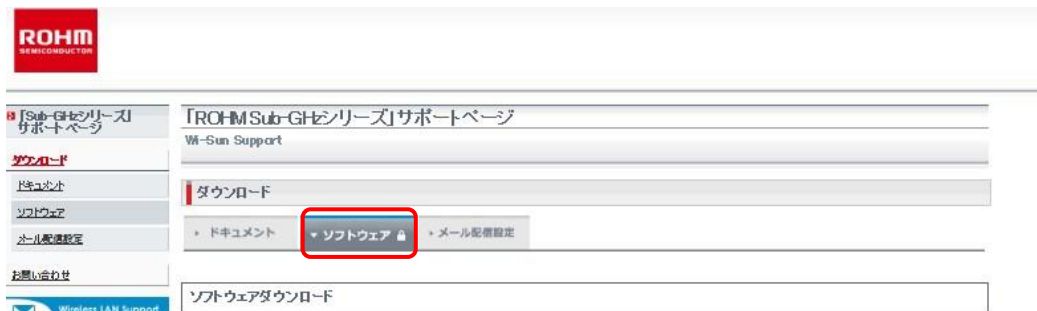 ROHM
SEMICONDUCTOR
「Sub-GHzシリーズ」
サポートページ
ダウンロード
ドキュメント
ソフトウェア
メール配信設定
お問い合わせ
Wireless LAN Support
「ROHM Sub-GHzシリーズ」サポートページ
Wi-Sun Support
ダウンロード
ドキュメント
ソフトウェア
メール配信設定
ソフトウェアダウンロード